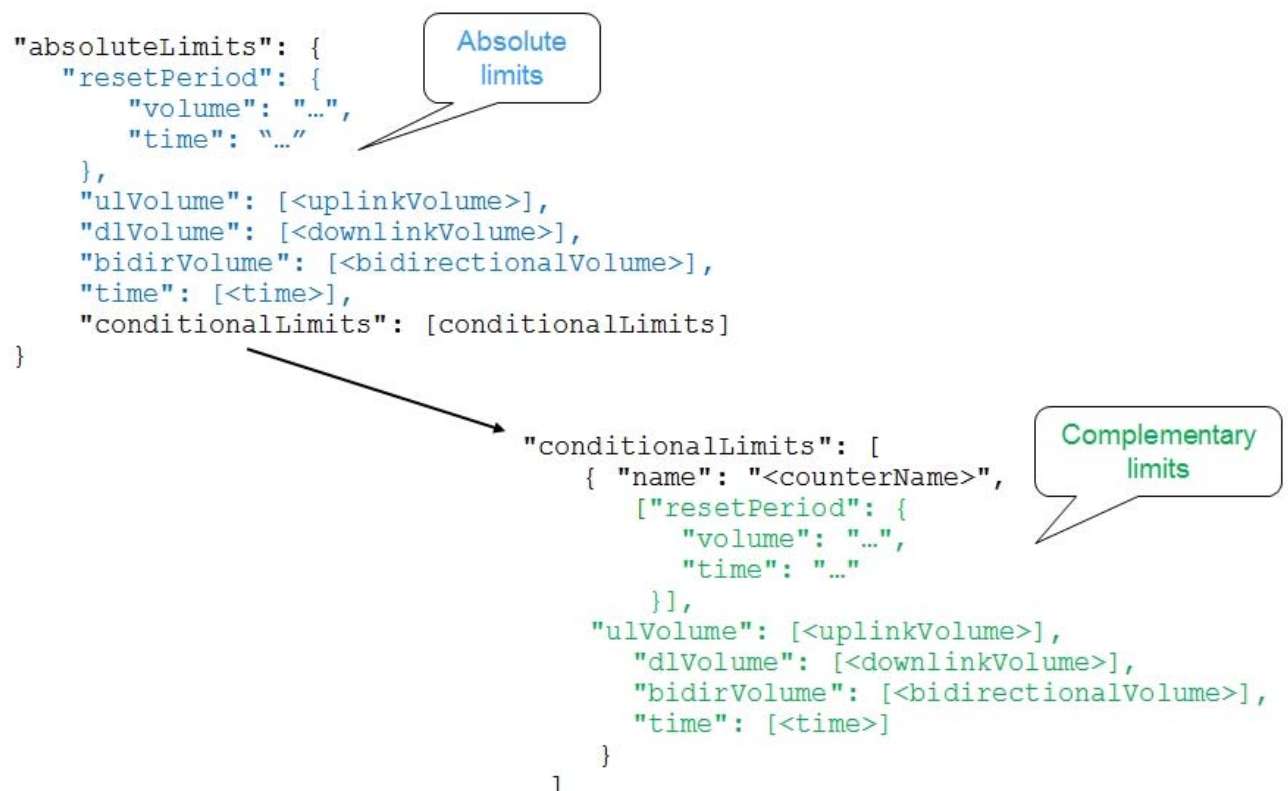 "absoluteLimits": {
"resetPeriod": {
"volume": "…",
"time": “…”
},
"ulVolume": [<uplinkVolume>],
"dlVolume": [<downlinkVolume>],
"bidirVolume": [<bidirectionalVolume>],
"time": [<time>],
"conditionalLimits": [conditionalLimits]
}
Absolute
limits
"conditionalLimits": [
{ "name": "<counterName>",
["resetPeriod": {
"volume": "…",
"time": "…"
}],
"ulVolume": [<uplinkVolume>],
"dlVolume": [<downlinkVolume>],
"bidirVolume": [<bidirectionalVolume>],
"time": [<time>]
}
]
Complementary
limits